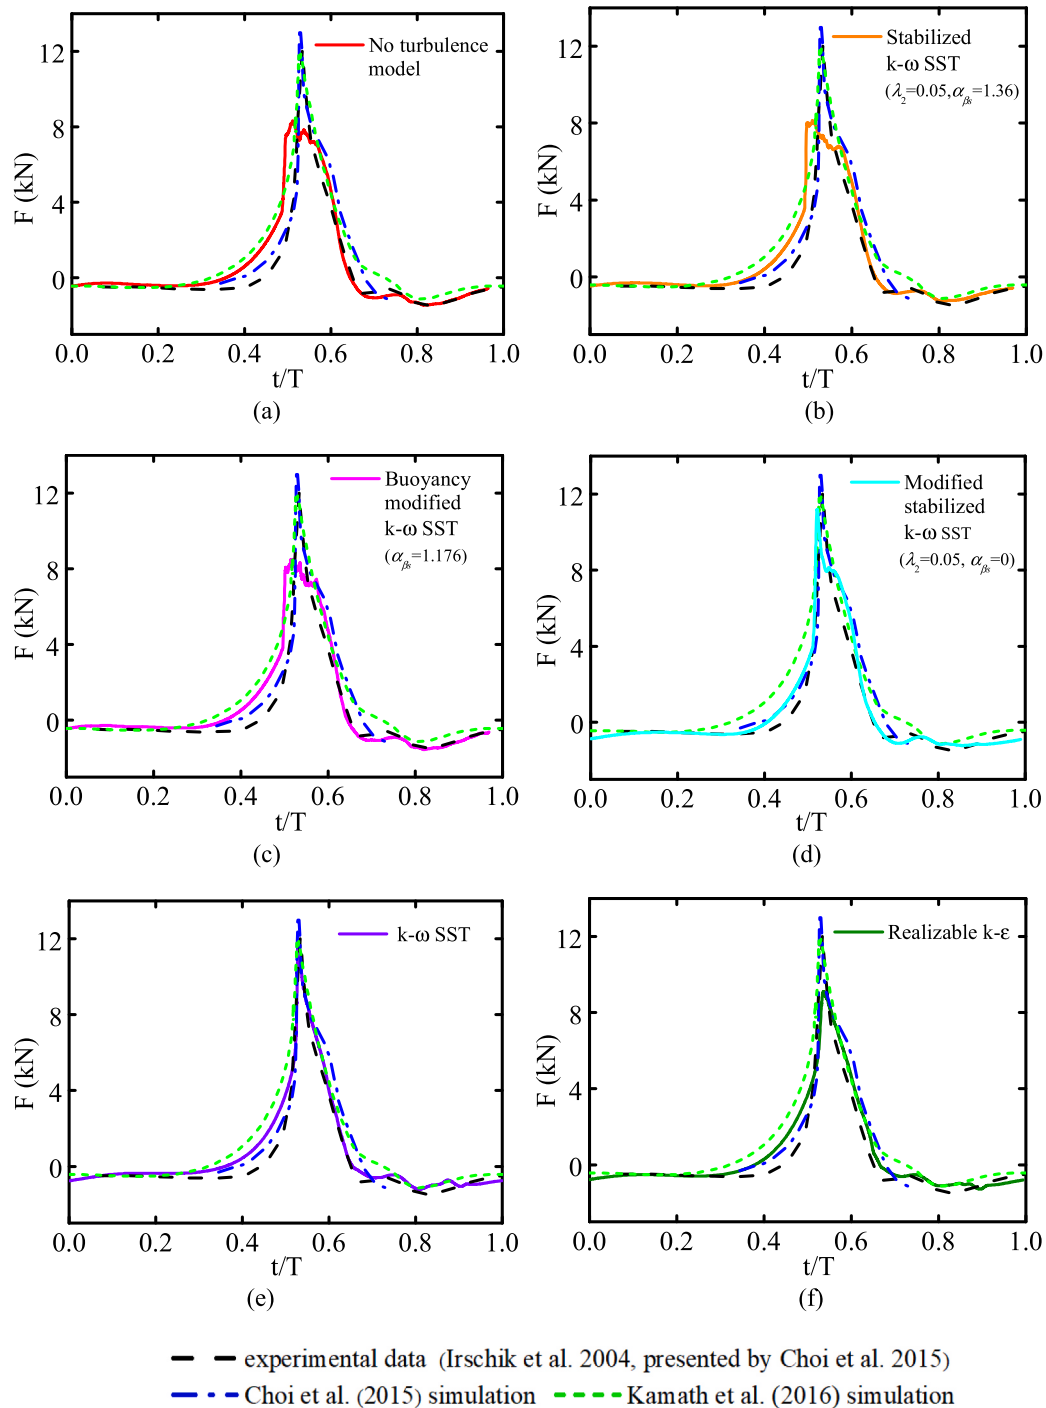 12
8
4
0
F (kN)
No turbulence
model
0.0 0.2 0.4 0.6 0.8 1.0
t/T
(a)
12
8
4
0
F (kN)
Stabilized
k-ω SST
(λ₂=0.05,αβs=1.36)
0.0 0.2 0.4 0.6 0.8 1.0
t/T
(b)
12
8
4
0
F (kN)
Buoyancy
modified
k-ω SST
(αβs=1.176)
0.0 0.2 0.4 0.6 0.8 1.0
t/T
(c)
12
8
4
0
F (kN)
Modified
stabilized
k-ω SST
(λ₂=0.05, αβs=0)
0.0 0.2 0.4 0.6 0.8 1.0
t/T
(d)
12
8
4
0
F (kN)
k-ω SST
0.0 0.2 0.4 0.6 0.8 1.0
t/T
(e)
12
8
4
0
F (kN)
Realizable k-ε
0.0 0.2 0.4 0.6 0.8 1.0
t/T
(f)
experimental data (Irschik et al. 2004, presented by Choi et al. 2015)
Choi et al. (2015) simulation Kamath et al. (2016) simulation